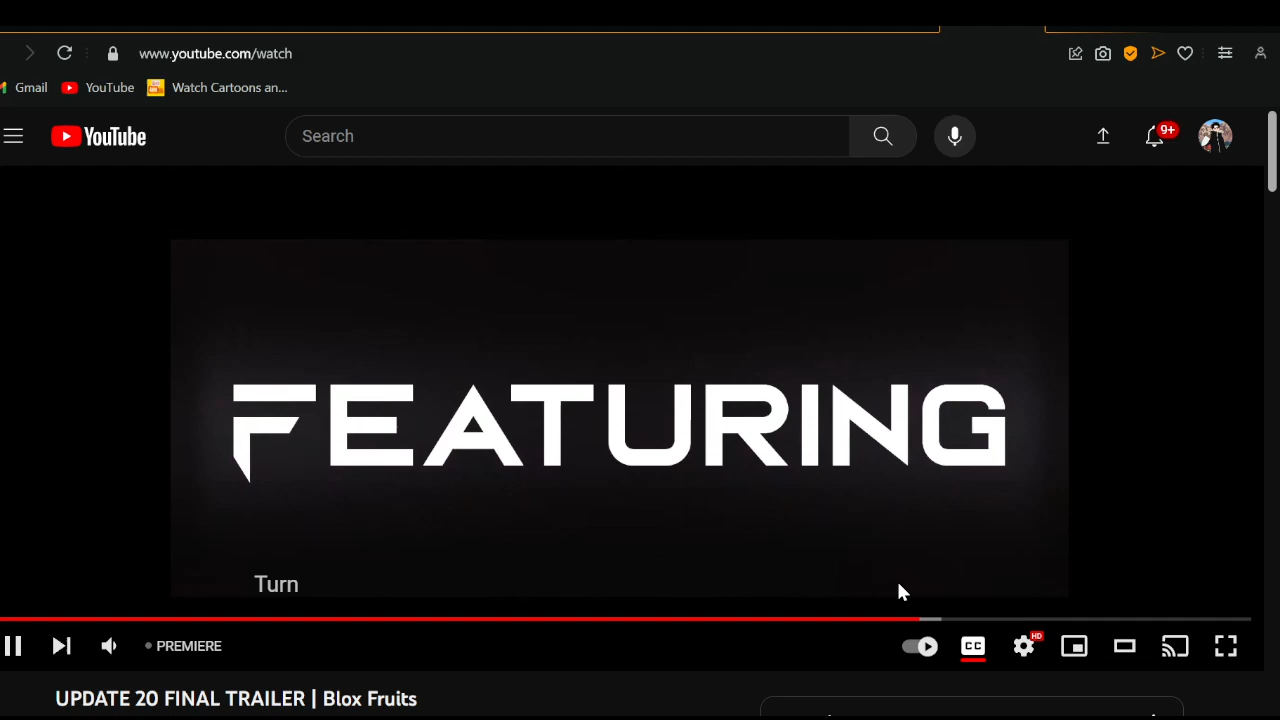 www.youtube.com/watch
Gmail YouTube Watch Cartoons an...
YouTube Search 9+
FEATURING
Turn
• PREMIERE CC HD
UPDATE 20 FINAL TRAILER | Blox Fruits